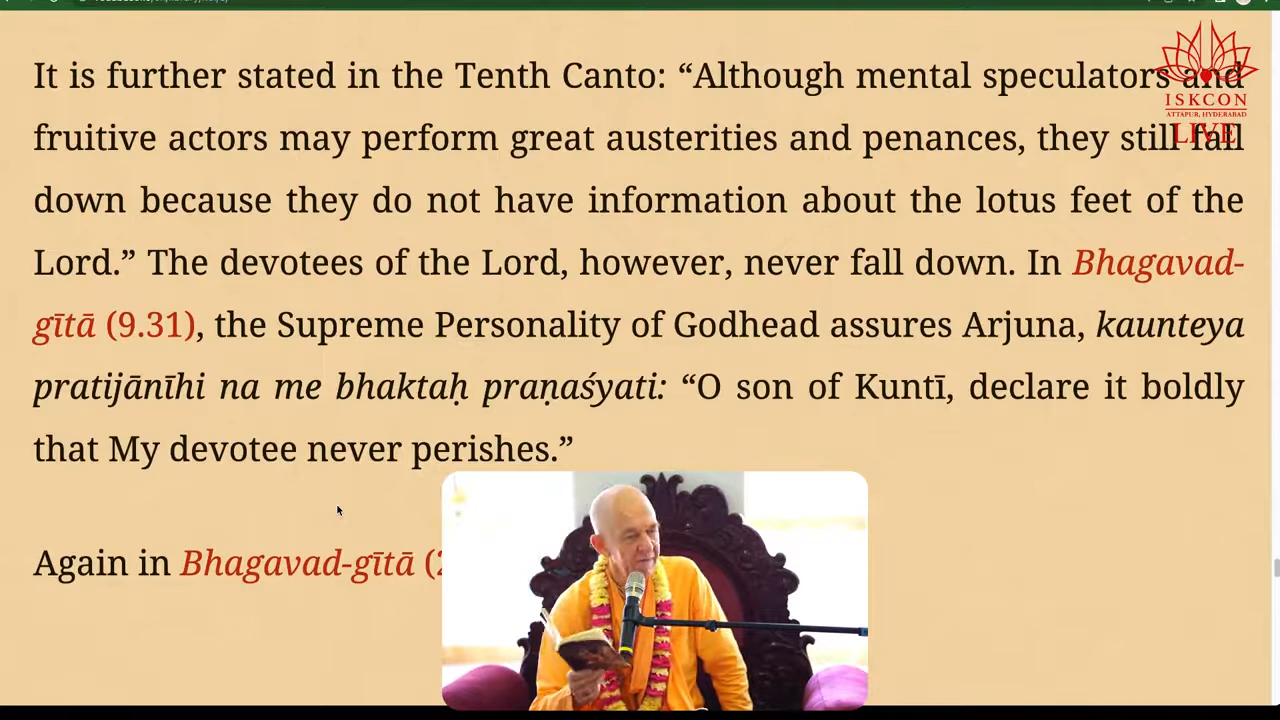 It is further stated in the Tenth Canto: “Although mental speculators and
fruitive actors may perform great austerities and penances, they still fall
down because they do not have information about the lotus feet of the
Lord.” The devotees of the Lord, however, never fall down. In Bhagavad-
gītā (9.31), the Supreme Personality of Godhead assures Arjuna, kaunteya
pratijānīhi na me bhaktaḥ praṇaśyati: “O son of Kuntī, declare it boldly
that My devotee never perishes.”
Again in Bhagavad-gītā (2
ISKCON
ATTAPUR, HYDERABAD
LIVE